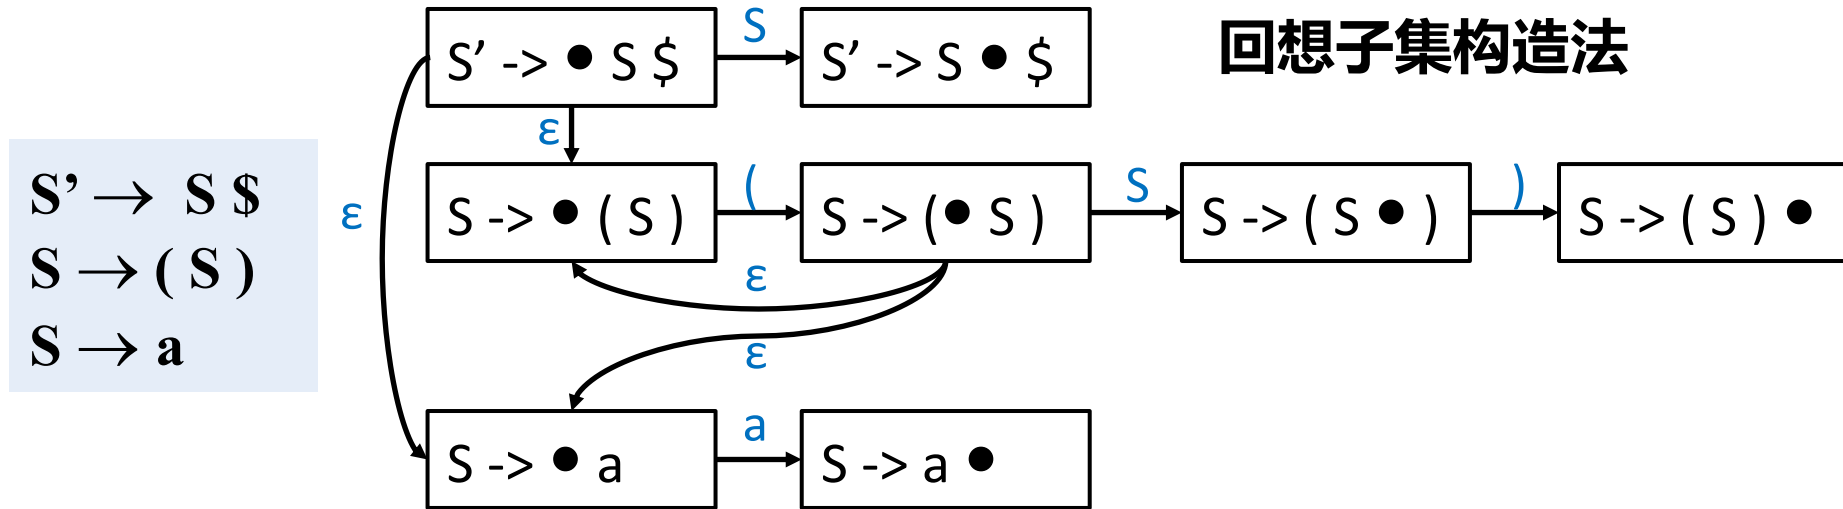 回想子集构造法
S' -> ● S $
S
S' -> S ● $
ε
ε
S’ → S $
S → ( S )
S → a
S -> ● ( S )
(
S -> ( ● S )
S
S -> ( S ● )
)
S -> ( S ) ●
ε
ε
S -> ● a
a
S -> a ●